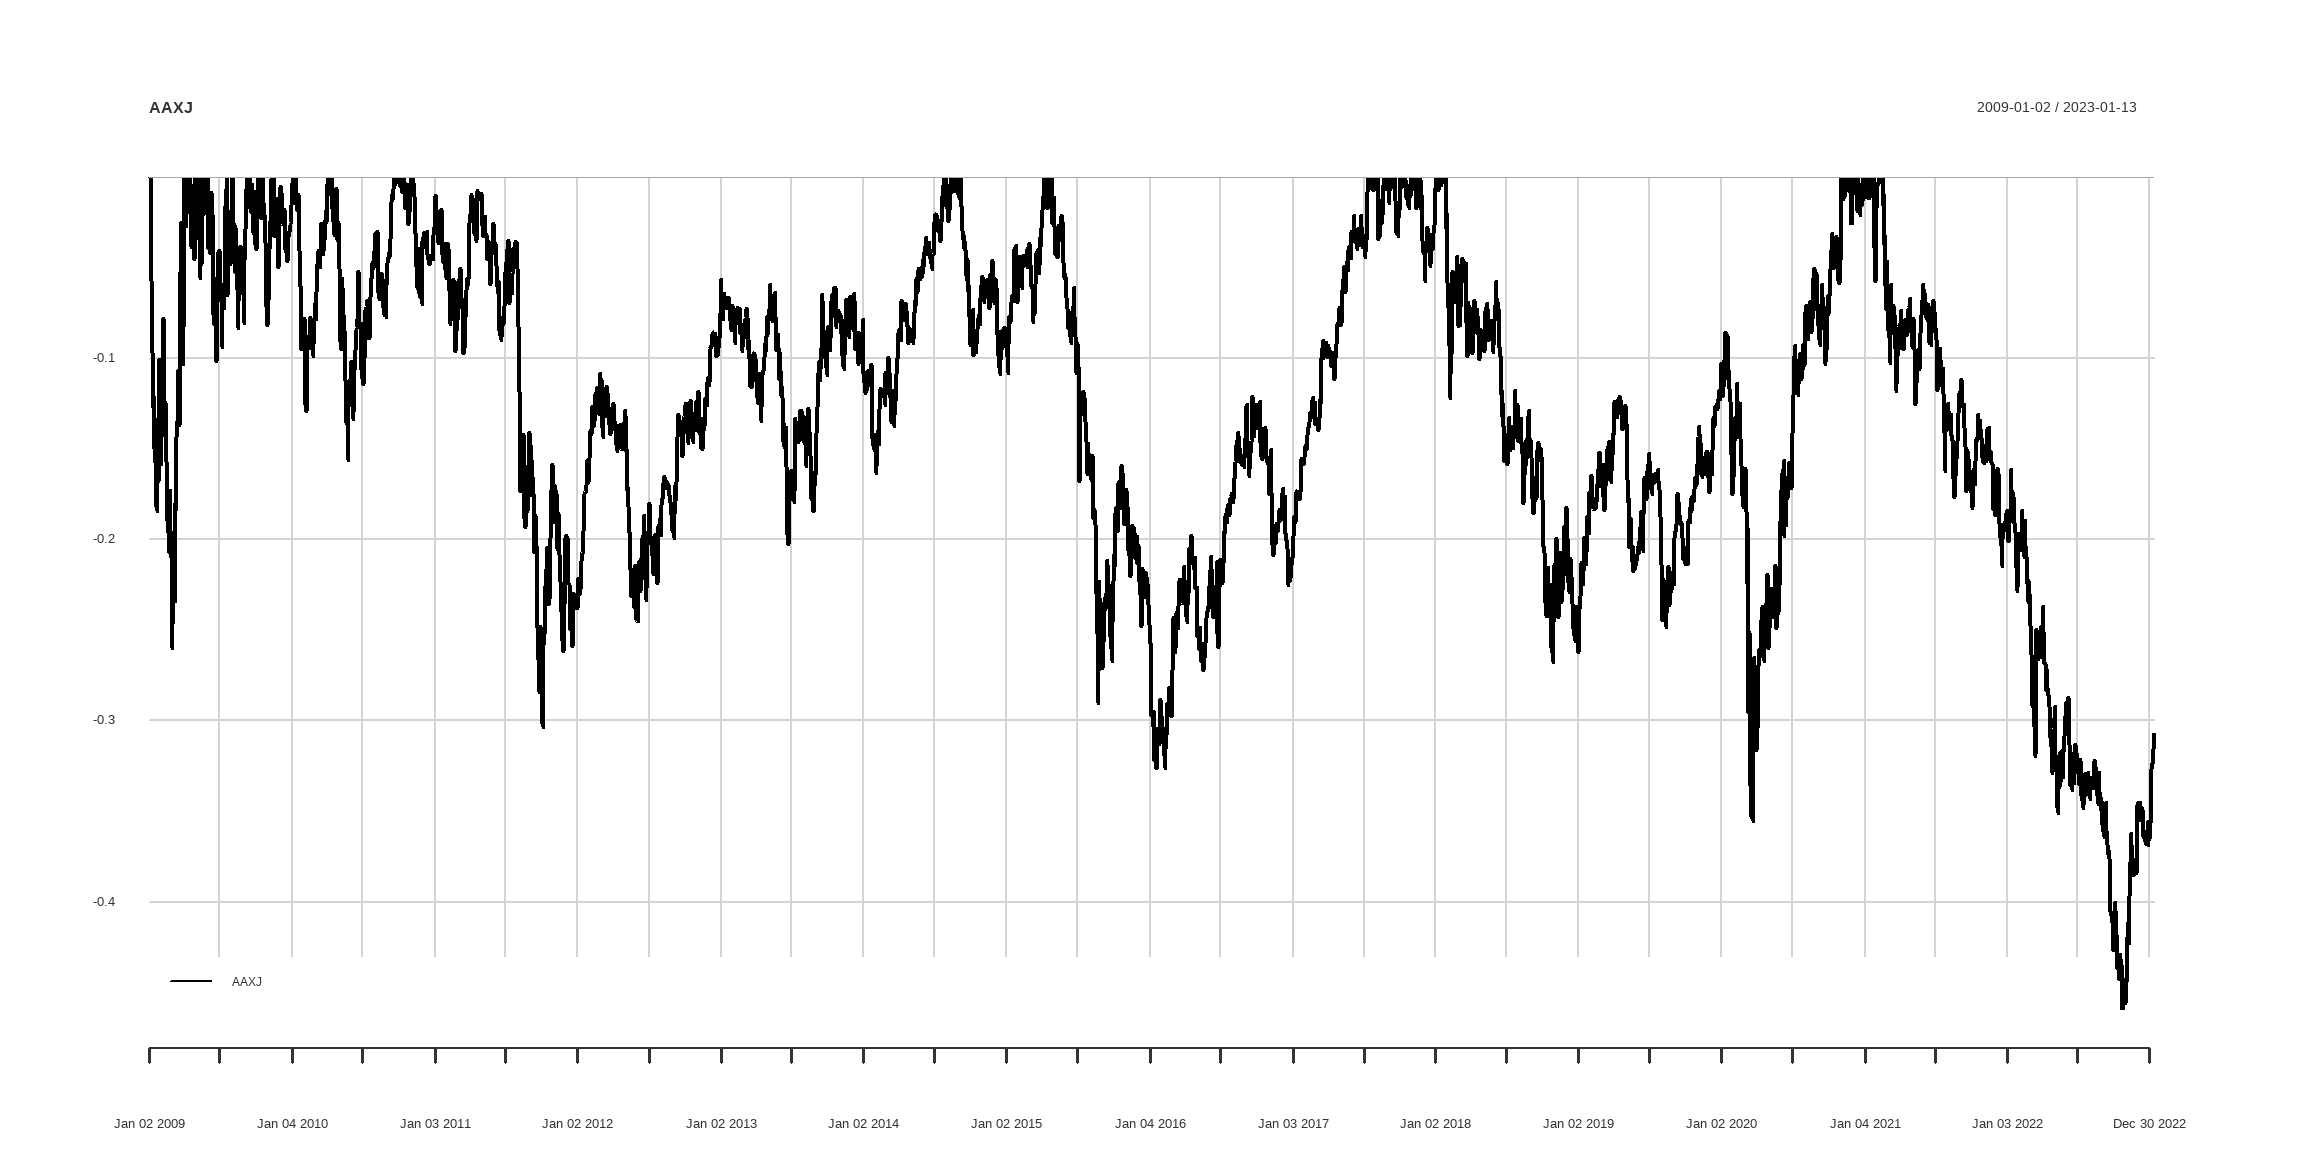 AAXJ
2009-01-02 / 2023-01-13
-0.1
-0.2
-0.3
-0.4
AAXJ
Jan 02 2009
Jan 04 2010
Jan 03 2011
Jan 02 2012
Jan 02 2013
Jan 02 2014
Jan 02 2015
Jan 04 2016
Jan 03 2017
Jan 02 2018
Jan 02 2019
Jan 02 2020
Jan 04 2021
Jan 03 2022
Dec 30 2022